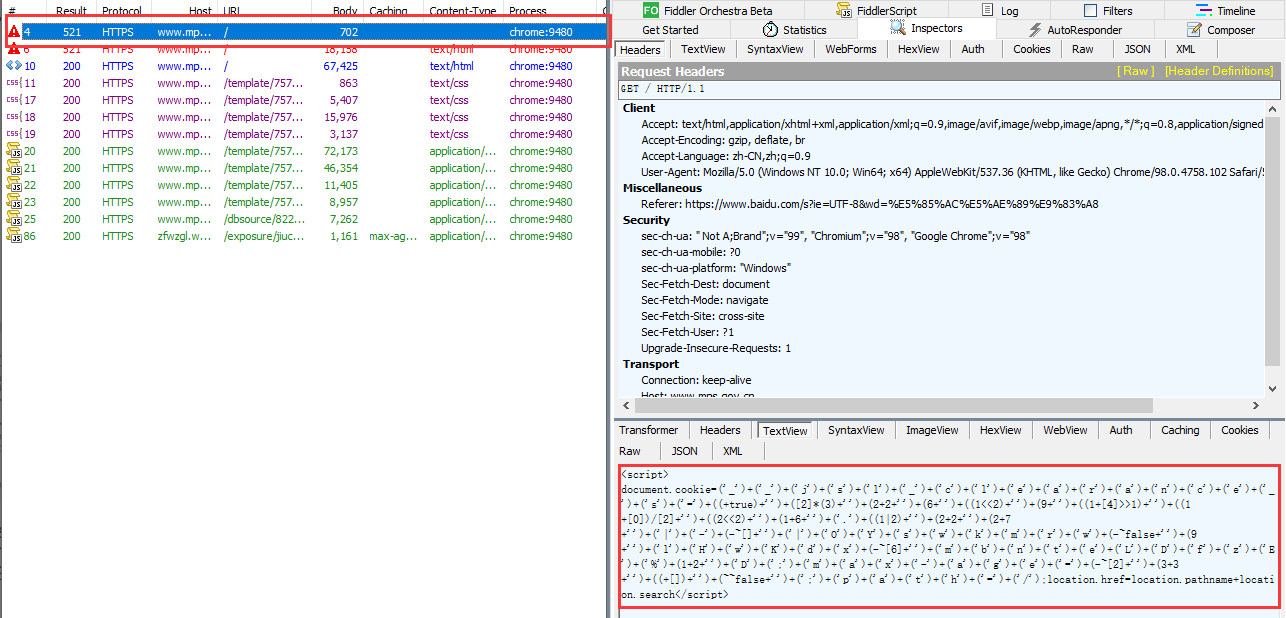 # Result Protocol Host URL Body Caching Content-Type Process
4 521 HTTPS www.mp... / 702 chrome:9480
6 521 HTTPS www.mp... / 18,158 text/html chrome:9480
10 200 HTTPS www.mp... / 67,425 text/html chrome:9480
11 200 HTTPS www.mp... /template/757... 863 text/css chrome:9480
17 200 HTTPS www.mp... /template/757... 5,407 text/css chrome:9480
18 200 HTTPS www.mp... /template/757... 15,976 text/css chrome:9480
19 200 HTTPS www.mp... /template/757... 3,137 text/css chrome:9480
20 200 HTTPS www.mp... /template/757... 72,173 application/... chrome:9480
21 200 HTTPS www.mp... /template/757... 46,354 application/... chrome:9480
22 200 HTTPS www.mp... /template/757... 11,405 application/... chrome:9480
23 200 HTTPS www.mp... /template/757... 8,957 application/... chrome:9480
25 200 HTTPS www.mp... /dbsource/822... 7,262 application/... chrome:9480
86 200 HTTPS zfwzgl.w... /exposure/jiuc... 1,161 max-ag... application/... chrome:9480
FO Fiddler Orchestra Beta FiddlerScript Log Filters Timeline
Get Started Statistics Inspectors AutoResponder Composer
Headers TextView SyntaxView WebForms HexView Auth Cookies Raw JSON XML
Request Headers [ Raw ] [Header Definitions]
GET / HTTP/1.1
Client
Accept: text/html,application/xhtml+xml,application/xml;q=0.9,image/avif,image/webp,image/apng,*/*;q=0.8,application/signed
Accept-Encoding: gzip, deflate, br
Accept-Language: zh-CN,zh;q=0.9
User-Agent: Mozilla/5.0 (Windows NT 10.0; Win64; x64) AppleWebKit/537.36 (KHTML, like Gecko) Chrome/98.0.4758.102 Safari/5
Miscellaneous
Referer: https://www.baidu.com/s?ie=UTF-8&wd=%E5%85%AC%E5%AE%89%E9%83%A8
Security
sec-ch-ua: " Not A;Brand";v="99", "Chromium";v="98", "Google Chrome";v="98"
sec-ch-ua-mobile: ?0
sec-ch-ua-platform: "Windows"
Sec-Fetch-Dest: document
Sec-Fetch-Mode: navigate
Sec-Fetch-Site: cross-site
Sec-Fetch-User: ?1
Upgrade-Insecure-Requests: 1
Transport
Connection: keep-alive
Host: www.mps.gov.cn
Transformer Headers TextView SyntaxView ImageView HexView WebView Auth Caching Cookies
Raw JSON XML
<script>
document.cookie=('_')+('_')+('j')+('s')+('l')+('_')+('c')+('l')+('e')+('a')+('r')+('a')+('n')+('c')+('e')+('_
')+('s')+('=')+((+true)+'')+([2]*(3)+'')+(2+2+'')+(6+'')+((1<<2)+'')+(9+'')+((1+[4]>>1)+'')+((1
+[0])/[2]+'')+((2<<2)+'')+(1+6+'')+('.')+((1|2)+'')+(2+2+'')+(2+7
+'')+('|')+('-')+(-~[]+'')+('|')+('O')+('Y')+('s')+('w')+('k')+('m')+('r')+('w')+(-~false+'')+(9
+'')+('l')+('H')+('w')+('K')+('d')+('x')+(-~[6]+'')+('m')+('b')+('n')+('t')+('e')+('L')+('D')+('f')+('z')+('E
')+('%')+(1+2+'')+('D')+(';')+('m')+('a')+('x')+('-')+('a')+('g')+('e')+('=')+(-~[2]+'')+(3+3
+'')+((+[])+'')+(~~false+'')+(';')+('p')+('a')+('t')+('h')+('=')+('/');location.href=location.pathname+locati
on.search</script>